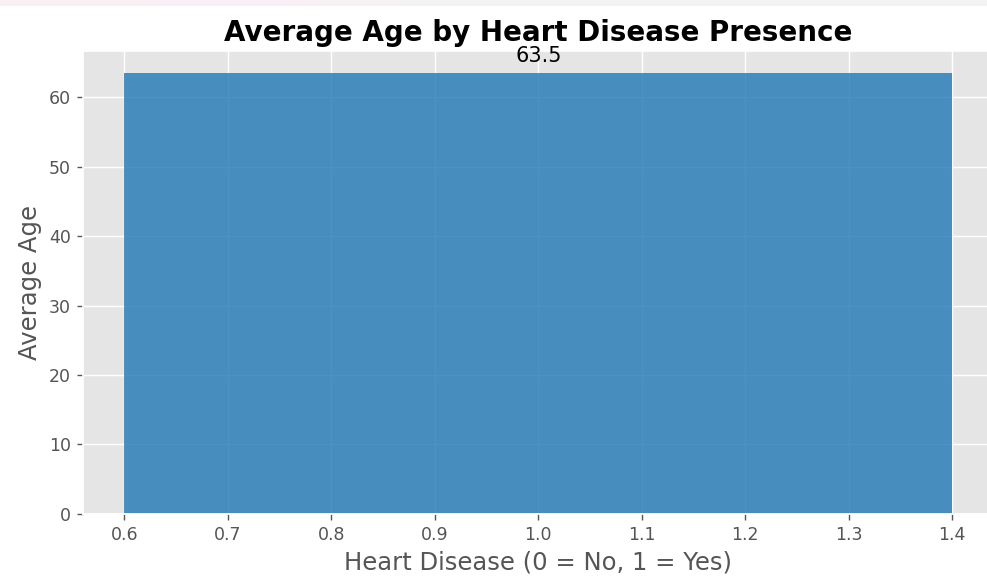 Average Age by Heart Disease Presence
63.5
60
50
40
30
20
10
0
Average Age
0.6 0.7 0.8 0.9 1.0 1.1 1.2 1.3 1.4
Heart Disease (0 = No, 1 = Yes)